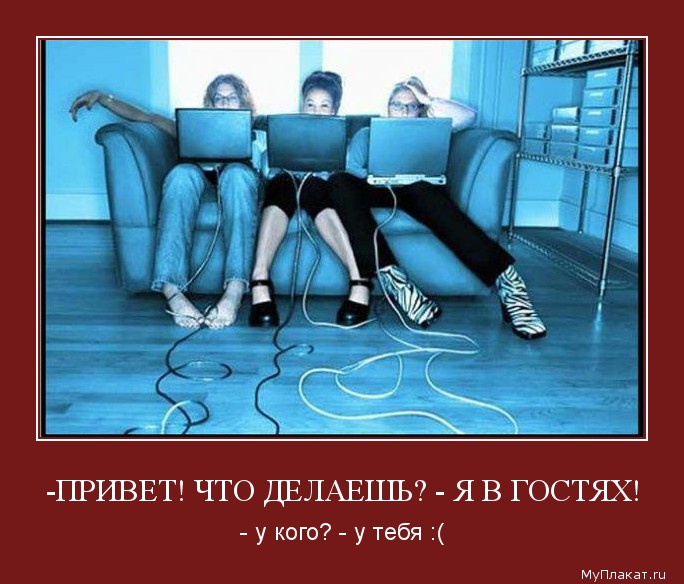 -ПРИВЕТ! ЧТО ДЕЛАЕШЬ? - Я В ГОСТЯХ!
- у кого? - у тебя :(
МуПлакат.ru